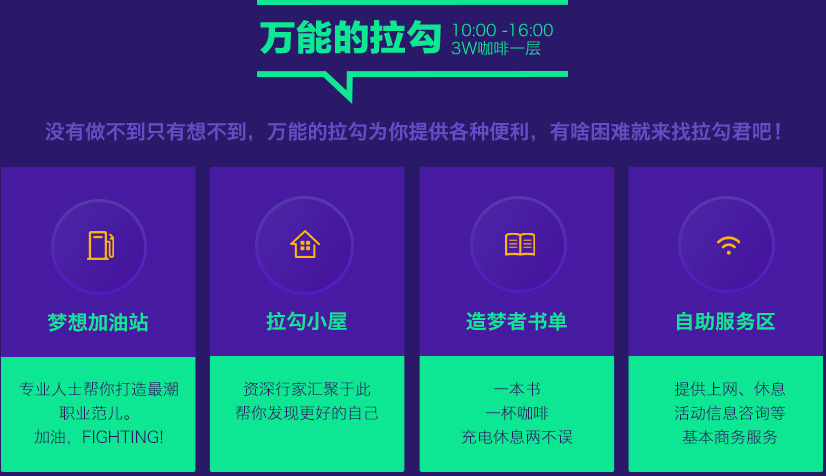 万能的拉勾
10:00 -16:00
3W咖啡一层
没有做不到只有想不到，万能的拉勾为你提供各种便利，有啥困难就来找拉勾君吧！
梦想加油站
专业人士帮你打造最潮
职业范儿。
加油，FIGHTING!
拉勾小屋
资深行家汇聚于此
帮你发现更好的自己
造梦者书单
一本书
一杯咖啡
充电休息两不误
自助服务区
提供上网、休息
活动信息咨询等
基本商务服务